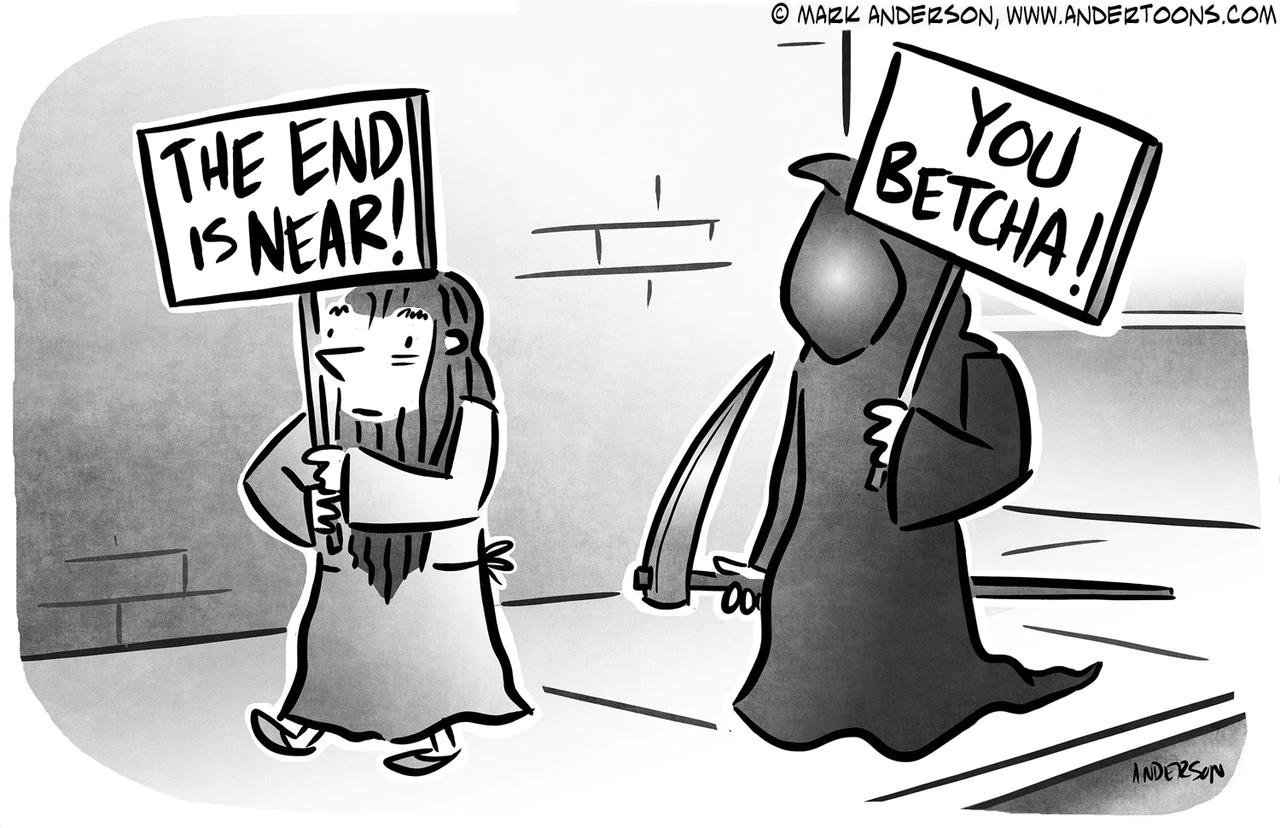 © MARK ANDERSON, WWW.ANDERTOONS.COM
THE END
IS NEAR!
YOU
BETCHA!
ANDERSON